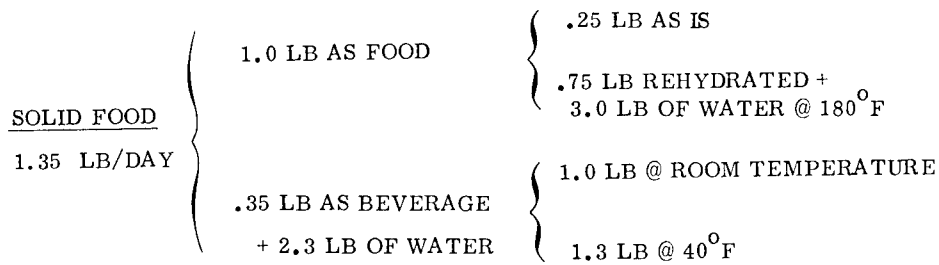 SOLID FOOD
1.35 LB/DAY
1.0 LB AS FOOD
.25 LB AS IS
.75 LB REHYDRATED +
3.0 LB OF WATER @ 180°F
.35 LB AS BEVERAGE
+ 2.3 LB OF WATER
1.0 LB @ ROOM TEMPERATURE
1.3 LB @ 40°F